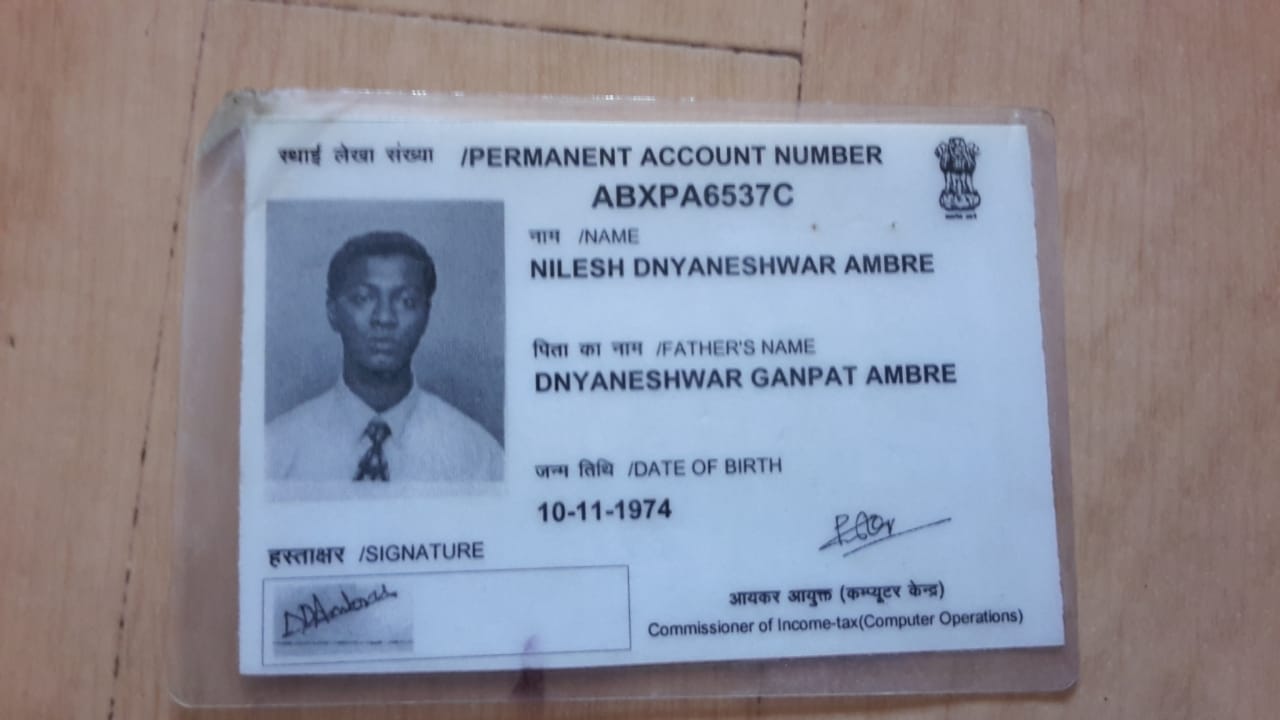 स्थाई लेखा संख्या /PERMANENT ACCOUNT NUMBER
ABXPA6537C
नाम /NAME
NILESH DNYANESHWAR AMBRE
पिता का नाम /FATHER'S NAME
DNYANESHWAR GANPAT AMBRE
जन्म तिथि /DATE OF BIRTH
10-11-1974
हस्ताक्षर /SIGNATURE
आयकर आयुक्त (कम्प्यूटर केन्द्र)
Commissioner of Income-tax(Computer Operations)